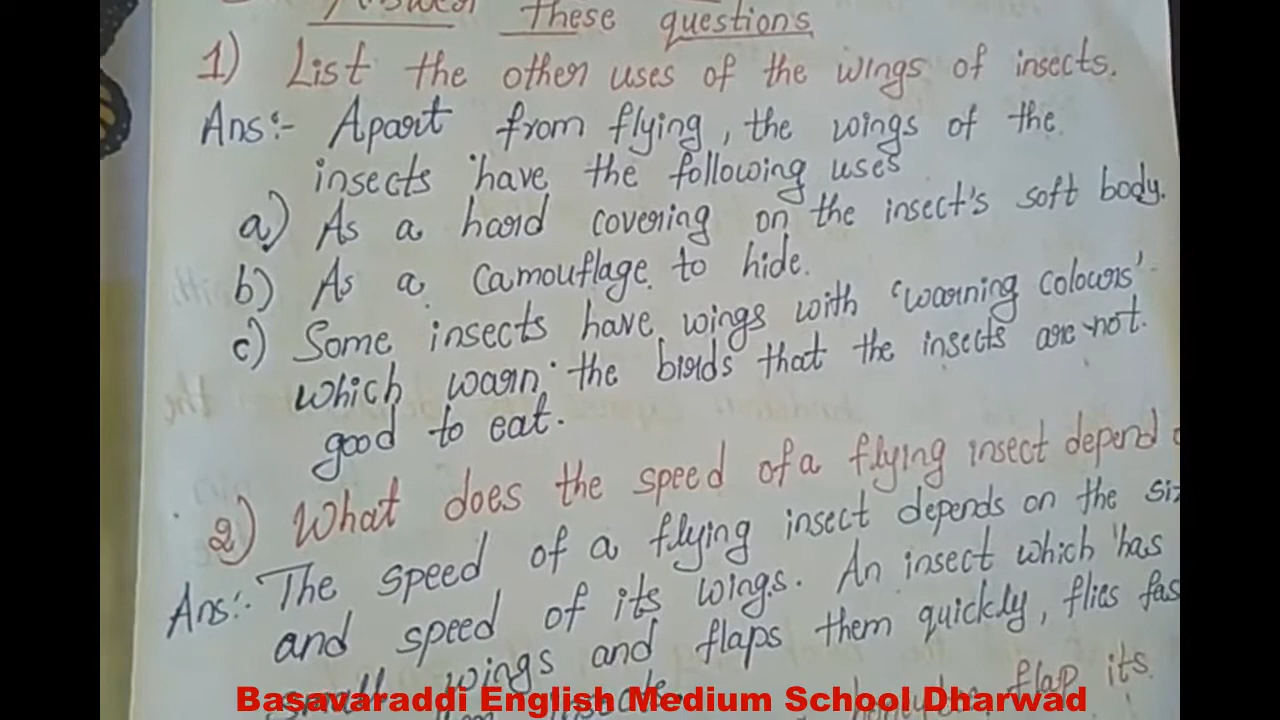 Answer these questions
1) List the other uses of the wings of insects.
Ans:- Apart from flying, the wings of the
insects have the following uses
a) As a hard covering on the insect's soft body.
b) As a camouflage to hide.
c) Some insects have wings with 'warning colours'
which warn the birds that the insects are not
good to eat.
2) What does the speed of a flying insect depend
Ans:- The speed of a flying insect depends on the
and speed of its wings. An insect which has
small wings and flaps them quickly, flies
flap its
Basavaraddi English Medium School Dharwad